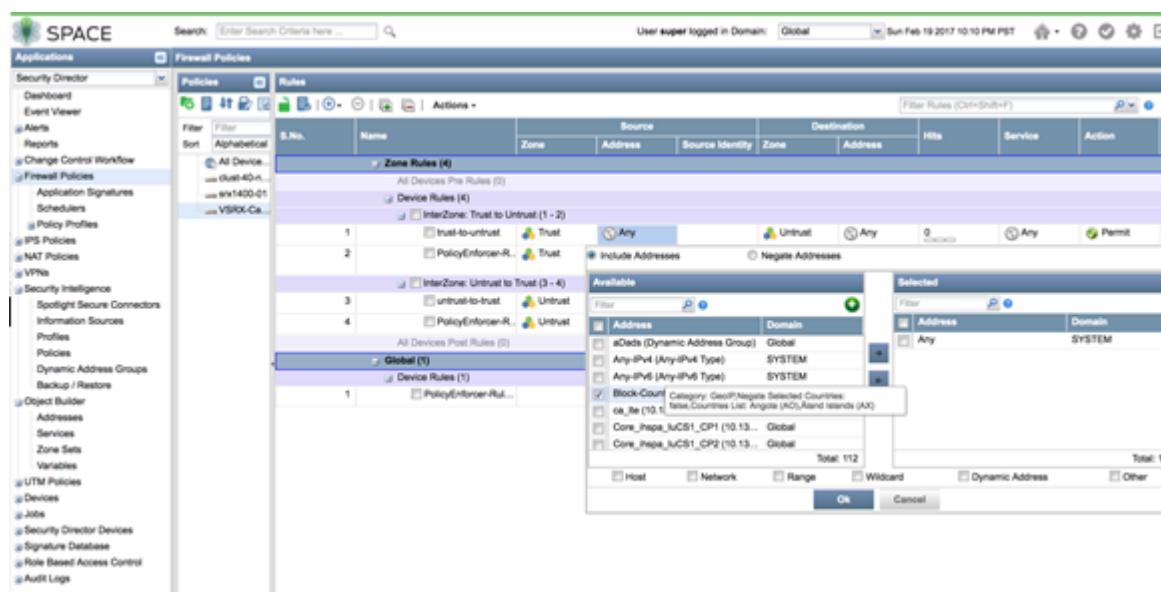 SPACE
Search: Enter Search Criteria here ...
User super logged in Domain: Global
Sun Feb 19 2017 10:10 PM PST
Applications
Firewall Policies
Security Director
Dashboard
Event Viewer
Alerts
Reports
Change Control Workflow
Firewall Policies
Application Signatures
Schedulers
Policy Profiles
IPS Policies
NAT Policies
VPNs
Security Intelligence
Spotlight Secure Connectors
Information Sources
Profiles
Policies
Dynamic Address Groups
Backup / Restore
Object Builder
Addresses
Services
Zone Sets
Variables
UTM Policies
Devices
Jobs
Security Director Devices
Signature Database
Role Based Access Control
Audit Logs
Policies
Filter Filter
Sort Alphabetical
All Device...
clust-40-n...
srx1400-01
VSRX-Ca...
Rules
Actions
Filter Rules (Ctrl+Shift+F)
S.No. Name Source Destination Hits Service Action
Zone Address Source Identity Zone Address
Zone Rules (4)
All Devices Pre Rules (0)
Device Rules (4)
InterZone: Trust to Untrust (1 - 2)
1 trust-to-untrust Trust Any Untrust Any 0 Any Permit
2 PolicyEnforcer-R... Trust
InterZone: Untrust to Trust (3 - 4)
3 untrust-to-trust Untrust
4 PolicyEnforcer-R... Untrust
All Devices Post Rules (0)
Global (1)
Device Rules (1)
1 PolicyEnforcer-Rul...
Include Addresses Negate Addresses
Available
Filter
Address Domain
aDads (Dynamic Address Group) Global
Any-IPv4 (Any-IPv4 Type) SYSTEM
Any-IPv6 (Any-IPv6 Type) SYSTEM
Block-Coun
Category: GeoIP,Negate Selected Countries:
false,Countries List: Angola (AO),Aland Islands (AX)
Core_ihspa_luCS1_CP1 (10.13... Global
Core_ihspa_luCS1_CP2 (10.13... Global
Total: 112
Selected
Filter
Address Domain
Any SYSTEM
Total: 1
Host Network Range Wildcard Dynamic Address Other
Ok Cancel